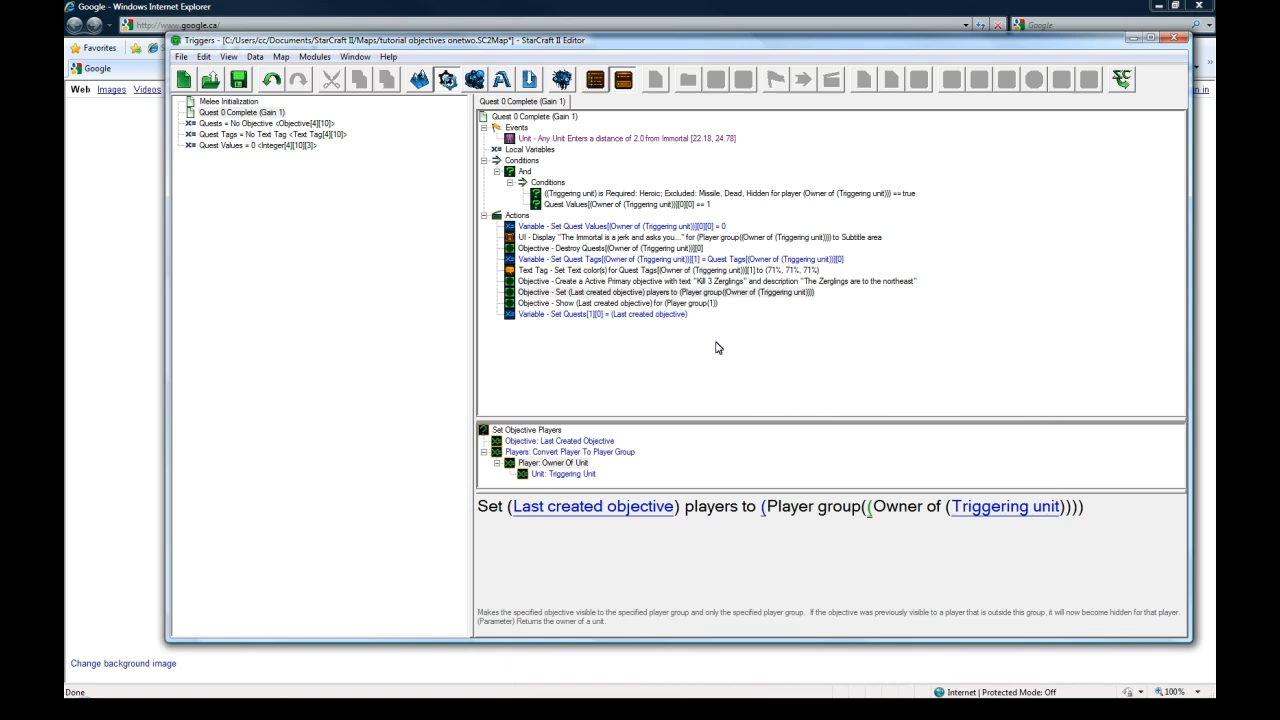 Google - Windows Internet Explorer
http://www.google.ca/
Google
Favorites
Google
Web Images Videos
Triggers - [C:/Users/cc/Documents/StarCraft II/Maps/tutorial objectives onetwo.SC2Map*] - StarCraft II Editor
File Edit View Data Map Modules Window Help
Melee Initialization
Quest 0 Complete (Gain 1)
Quests = No Objective <Objective[4][10]>
Quest Tags = No Text Tag <Text Tag[4][10]>
Quest Values = 0 <Integer[4][10][3]>
Quest 0 Complete (Gain 1)
Quest 0 Complete (Gain 1)
Events
Unit - Any Unit Enters a distance of 2.0 from Immortal [22.18, 24.78]
Local Variables
Conditions
And
Conditions
((Triggering unit) is Required: Heroic; Excluded: Missile, Dead, Hidden for player (Owner of (Triggering unit))) == true
Quest Values[(Owner of (Triggering unit))][0][0] == 1
Actions
Variable - Set Quest Values[(Owner of (Triggering unit))][0][0] = 0
UI - Display "The Immortal is a jerk and asks you..." for (Player group((Owner of (Triggering unit)))) to Subtitle area
Objective - Destroy Quests[(Owner of (Triggering unit))][0]
Variable - Set Quest Tags[(Owner of (Triggering unit))][1] = Quest Tags[(Owner of (Triggering unit))][0]
Text Tag - Set Text color(s) for Quest Tags[(Owner of (Triggering unit))][1] to (71%, 71%, 71%)
Objective - Create a Active Primary objective with text "Kill 3 Zerglings" and description "The Zerglings are to the northeast"
Objective - Set (Last created objective) players to (Player group((Owner of (Triggering unit))))
Objective - Show (Last created objective) for (Player group(1))
Variable - Set Quests[1][0] = (Last created objective)
Set Objective Players
Objective: Last Created Objective
Players: Convert Player To Player Group
Player: Owner Of Unit
Unit: Triggering Unit
Set (Last created objective) players to (Player group((Owner of (Triggering unit))))
Makes the specified objective visible to the specified player group and only the specified player group. If the objective was previously visible to a player that is outside this group, it will now become hidden for that player.
(Parameter) Returns the owner of a unit.
Change background image
Done
Internet | Protected Mode: Off
100%